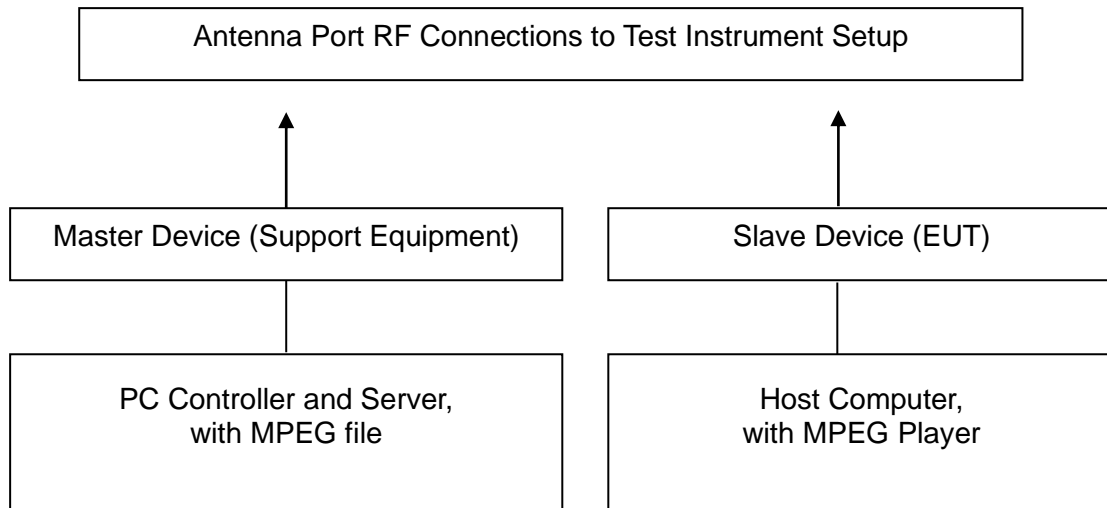 Antenna Port RF Connections to Test Instrument Setup
Master Device (Support Equipment)
Slave Device (EUT)
PC Controller and Server,
with MPEG file
Host Computer,
with MPEG Player